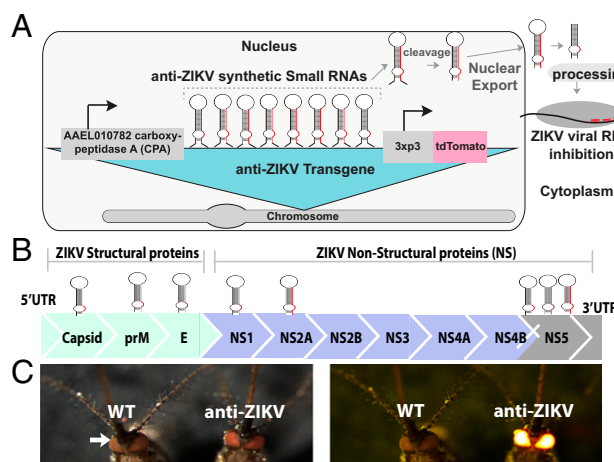 A
Nucleus
anti-ZIKV synthetic Small RNAs
cleavage
Nuclear
Export
processing
AAEL010782 carboxy-
peptidase A (CPA)
3xp3
tdTomato
anti-ZIKV Transgene
ZIKV viral
inhibition
Cytoplasm
Chromosome
B
ZIKV Structural proteins
ZIKV Non-Structural proteins (NS)
5'UTR
3'UTR
Capsid
prM
E
NS1
NS2A
NS2B
NS3
NS4A
NS4B
NS5
C
WT
anti-ZIKV
WT
anti-ZIKV